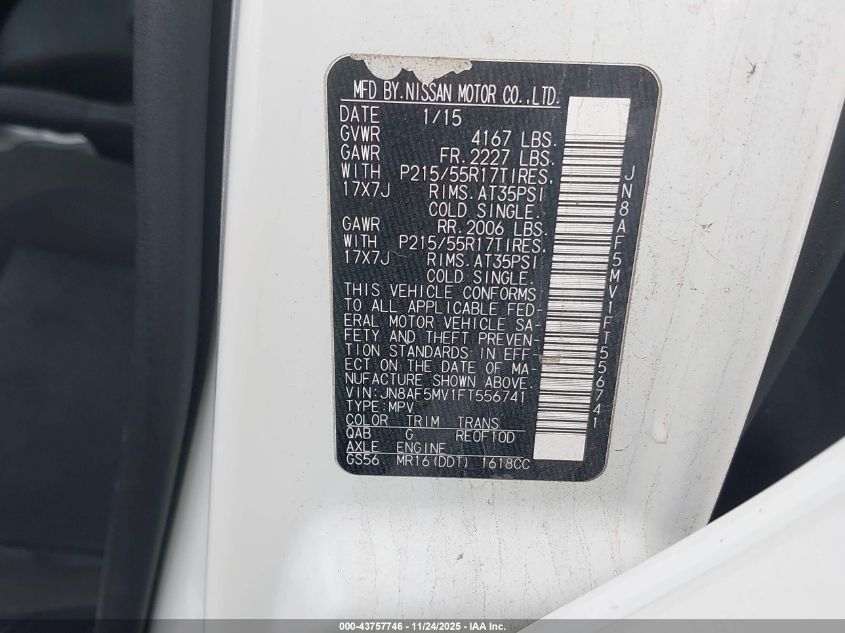 MFD BY.NISSAN MOTOR CO.,LTD.
DATE 1/15
GVWR 4167 LBS.
GAWR FR.2227 LBS.
WITH P215/55R17TIRES,
17X7J RIMS.AT35PSI
COLD SINGLE.
GAWR RR.2006 LBS.
WITH P215/55R17TIRES,
17X7J RIMS.AT35PSI
COLD SINGLE.
THIS VEHICLE CONFORMS
TO ALL APPLICABLE FED-
ERAL MOTOR VEHICLE SA-
FETY AND THEFT PREVEN-
TION STANDARDS IN EFF-
ECT ON THE DATE OF MA-
NUFACTURE SHOWN ABOVE.
VIN:JN8AF5MV1FT556741
TYPE:MPV
COLOR TRIM TRANS
QAB G RE0F10D
AXLE ENGINE
GS56 MR16(DDT) 1618CC
JN8AF5MV1FT556741
000-43757746 - 11/24/2025 - IAA Inc.